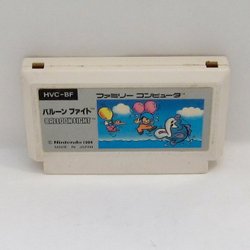 HVC-BF
ファミリー コンピュータ
バルーン ファイト
BALLOON FIGHT
Nintendo 1984
MADE IN JAPAN